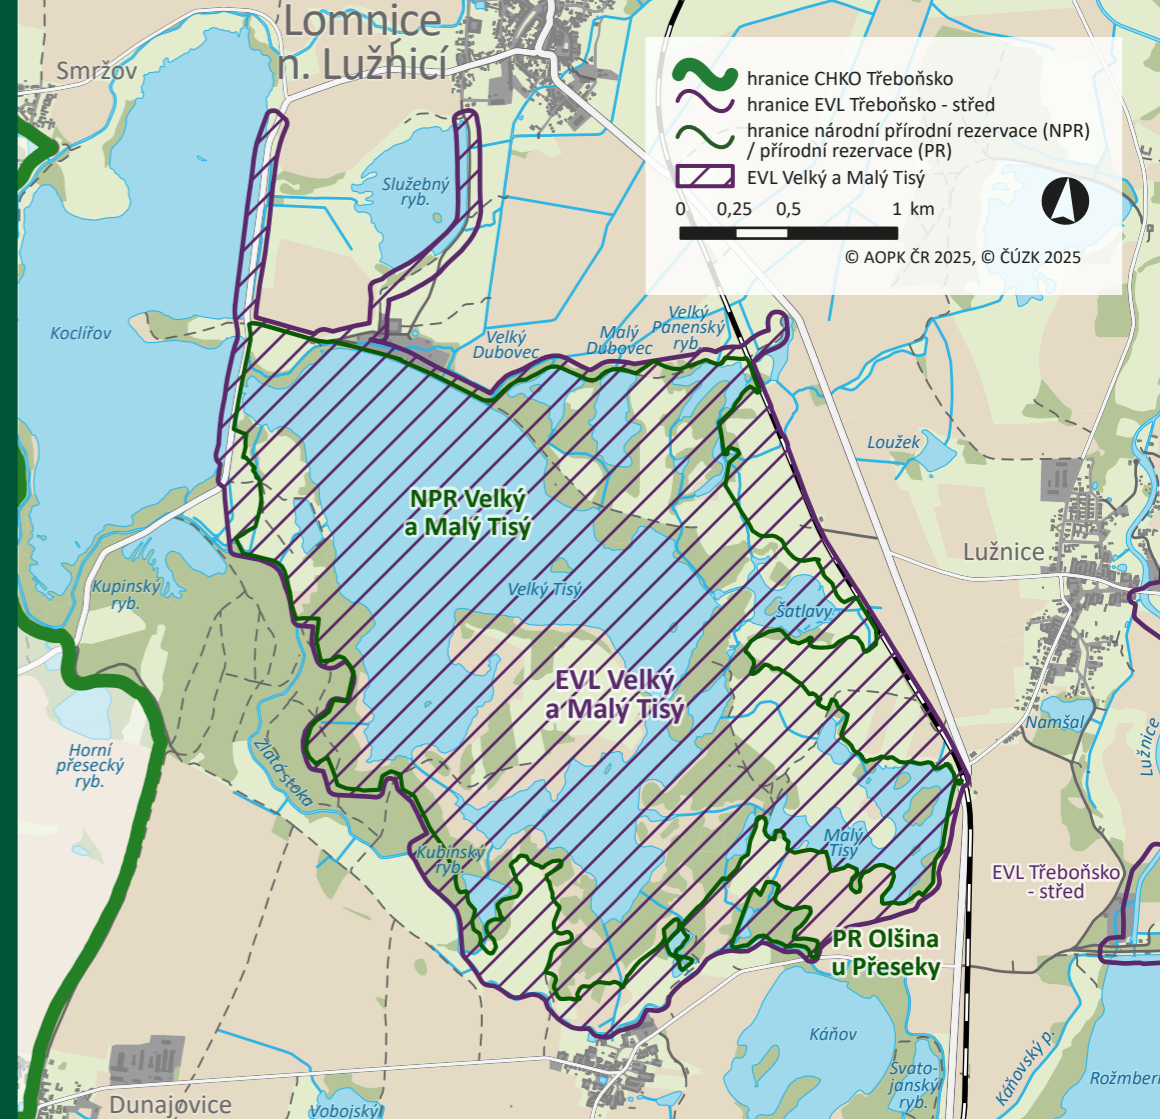 Lomnice
n. Lužnicí
Smržov
hranice CHKO Třeboňsko
hranice EVL Třeboňsko - střed
hranice národní přírodní rezervace (NPR)
/ přírodní rezervace (PR)
EVL Velký a Malý Tisý
0 0,25 0,5 1 km
© AOPK ČR 2025, © ČÚZK 2025
Služebný
ryb.
Koclířov
Velký
Dubovec
Malý
Dubovec
Velký
Panenský
ryb.
Loužek
NPR Velký
a Malý Tisý
Lužnice
Kupinský
ryb.
Velký Tisý
Šatlavy
EVL Velký
a Malý Tisý
Namšal
Lužnice
Horní
přesecký
ryb.
Zlatá stoka
Malý
Tisý
Kubínský
ryb.
EVL Třeboňsko
- střed
PR Olšina
u Přeseky
Káňov
Svato-
janský
ryb. I
Káňovský p.
Rožmberk
Dunajovice
Vobojský